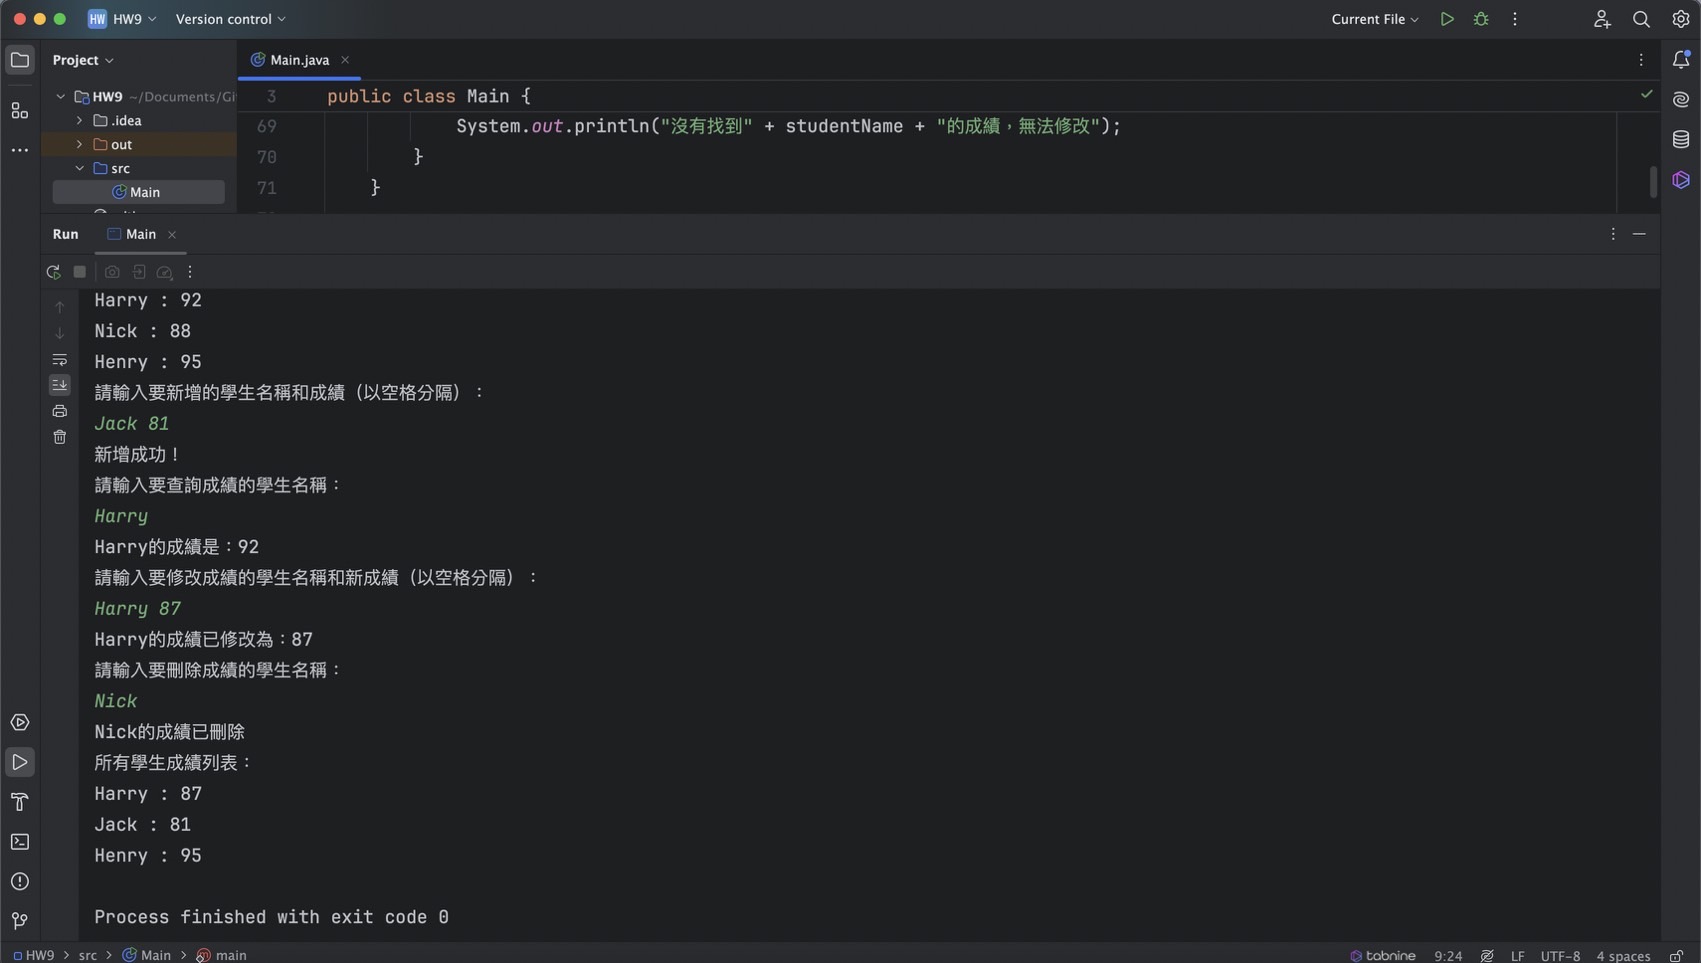 HW HW9 Version control Current File
Project Main.java
HW9 ~/Documents/Gi
.idea
out
src
Main
3 public class Main {
69 System.out.println("沒有找到" + studentName + "的成績，無法修改");
70 }
71 }
Run Main
Harry : 92
Nick : 88
Henry : 95
請輸入要新增的學生名稱和成績（以空格分隔）：
Jack 81
新增成功！
請輸入要查詢成績的學生名稱：
Harry
Harry的成績是：92
請輸入要修改成績的學生名稱和新成績（以空格分隔）：
Harry 87
Harry的成績已修改為：87
請輸入要刪除成績的學生名稱：
Nick
Nick的成績已刪除
所有學生成績列表：
Harry : 87
Jack : 81
Henry : 95
Process finished with exit code 0
HW9 > src > Main > main tabnine 9:24 LF UTF-8 4 spaces